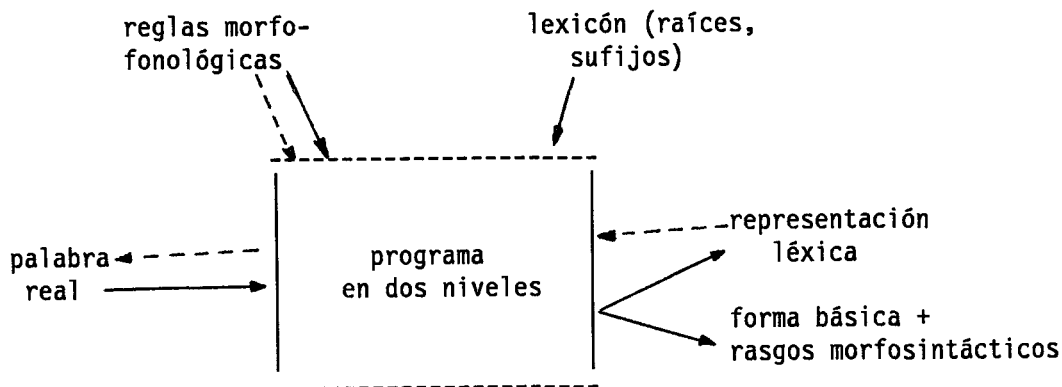 reglas morfo-
fonológicas
lexicón (raíces,
sufijos)
palabra
real
programa
en dos niveles
representación
léxica
forma básica +
rasgos morfosintácticos